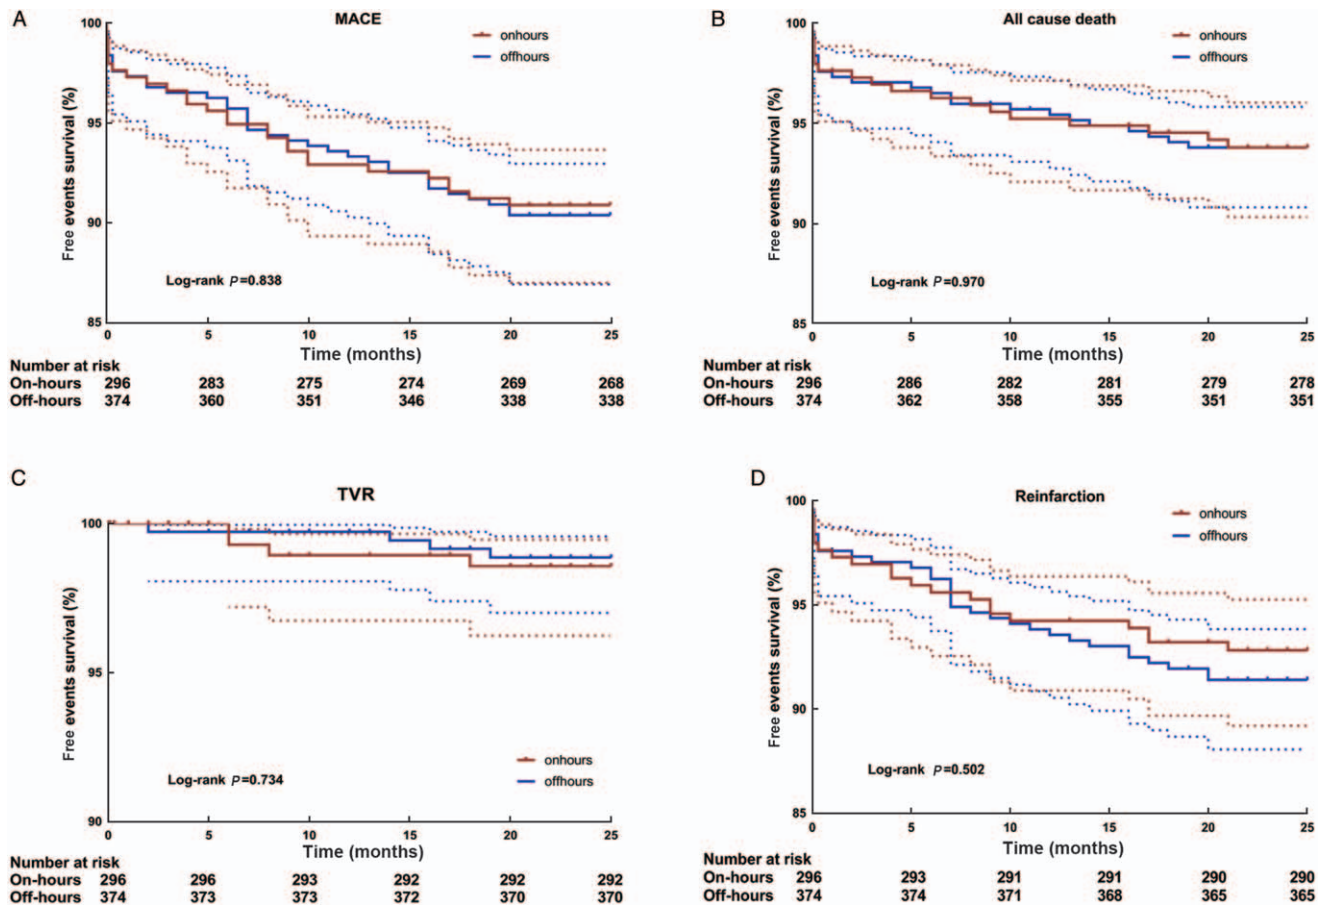 A
MACE
100
95
90
85
Free events survival (%)
onhours
offhours
Log-rank P=0.838
0 5 10 15 20 25
Time (months)
Number at risk
On-hours 296 283 275 274 269 268
Off-hours 374 360 351 346 338 338
B
All cause death
100
95
90
85
Free events survival (%)
onhours
offhours
Log-rank P=0.970
0 5 10 15 20 25
Time (months)
Number at risk
On-hours 296 286 282 281 279 278
Off-hours 374 362 358 355 351 351
C
TVR
100
95
90
Free events survival (%)
onhours
offhours
Log-rank P=0.734
0 5 10 15 20 25
Time (months)
Number at risk
On-hours 296 296 293 292 292 292
Off-hours 374 373 373 372 370 370
D
Reinfarction
100
95
90
85
Free events survival (%)
onhours
offhours
Log-rank P=0.502
0 5 10 15 20 25
Time (months)
Number at risk
On-hours 296 293 291 291 290 290
Off-hours 374 374 371 368 365 365